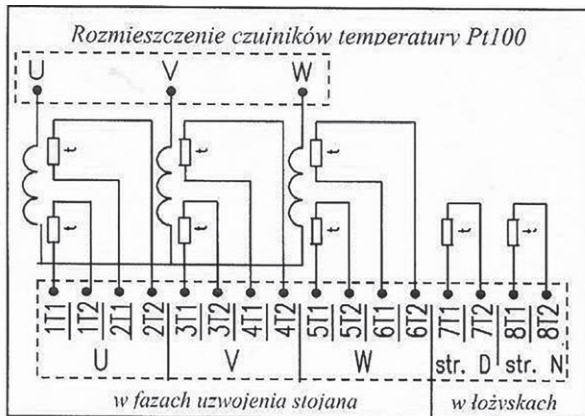 Rozmieszczenie czujników temperatury Pt100
U V W
t t t
t t t t t
1T1 1T2 2T1 2T2 3T1 3T2 4T1 4T2 5T1 5T2 6T1 6T2 7T1 7T2 8T1 8T2
U V W str. D str. N
w fazach uzwojenia stojana w łożyskach